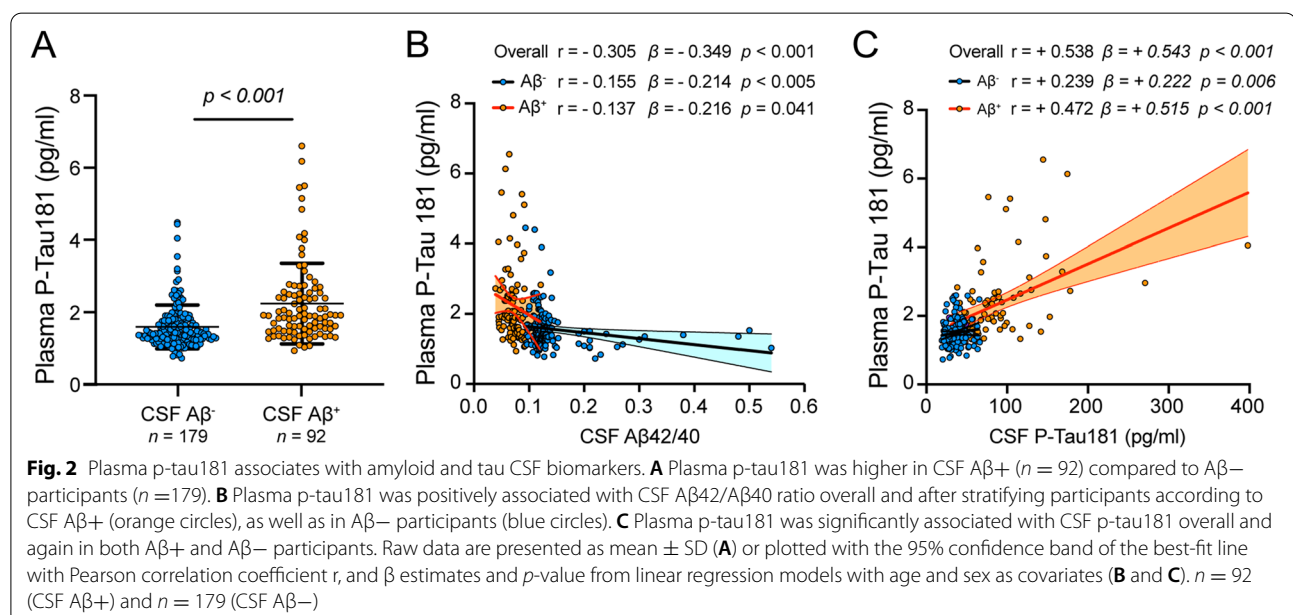 A
p < 0.001
Plasma P-Tau181 (pg/ml)
8
6
4
2
0
CSF Aβ⁻
n = 179
CSF Aβ⁺
n = 92
B
Overall r = - 0.305 β = - 0.349 p < 0.001
Aβ⁻ r = - 0.155 β = - 0.214 p < 0.005
Aβ⁺ r = - 0.137 β = - 0.216 p = 0.041
Plasma P-Tau 181 (pg/ml)
8
6
4
2
0
0.0 0.1 0.2 0.3 0.4 0.5 0.6
CSF Aβ42/40
C
Overall r = + 0.538 β = + 0.543 p < 0.001
Aβ⁻ r = + 0.239 β = + 0.222 p = 0.006
Aβ⁺ r = + 0.472 β = + 0.515 p < 0.001
Plasma P-Tau 181 (pg/ml)
8
6
4
2
0
0 100 200 300 400
CSF P-Tau181 (pg/ml)
Fig. 2 Plasma p-tau181 associates with amyloid and tau CSF biomarkers. A Plasma p-tau181 was higher in CSF Aβ+ (n = 92) compared to Aβ−
participants (n =179). B Plasma p-tau181 was positively associated with CSF Aβ42/Aβ40 ratio overall and after stratifying participants according to
CSF Aβ+ (orange circles), as well as in Aβ− participants (blue circles). C Plasma p-tau181 was significantly associated with CSF p-tau181 overall and
again in both Aβ+ and Aβ− participants. Raw data are presented as mean ± SD (A) or plotted with the 95% confidence band of the best-fit line
with Pearson correlation coefficient r, and β estimates and p-value from linear regression models with age and sex as covariates (B and C). n = 92
(CSF Aβ+) and n = 179 (CSF Aβ−)